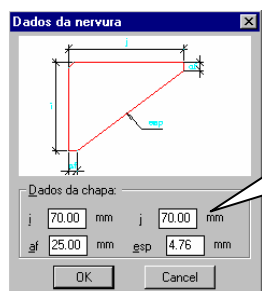 Dados da nervura
j
af
i
esp
af
Dados da chapa:
i 70.00 mm j 70.00 mm
af 25.00 mm esp 4.76 mm
OK Cancel